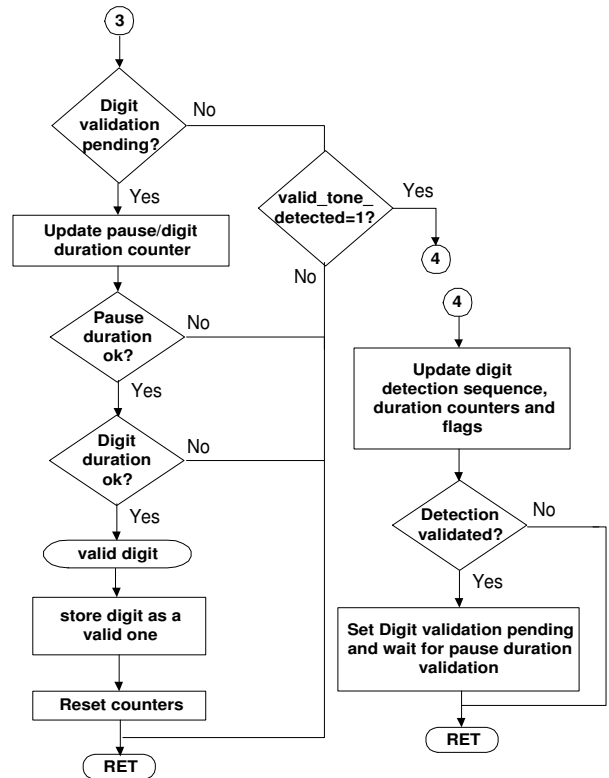 3
Digit
validation
pending?
No
Yes
valid_tone_
detected=1?
Yes
No
4
Update pause/digit
duration counter
Pause
duration
ok?
No
Yes
Digit
duration
ok?
No
Yes
valid digit
store digit as a
valid one
Reset counters
RET
4
Update digit
detection sequence,
duration counters and
flags
Detection
validated?
No
Yes
Set Digit validation pending
and wait for pause duration
validation
RET